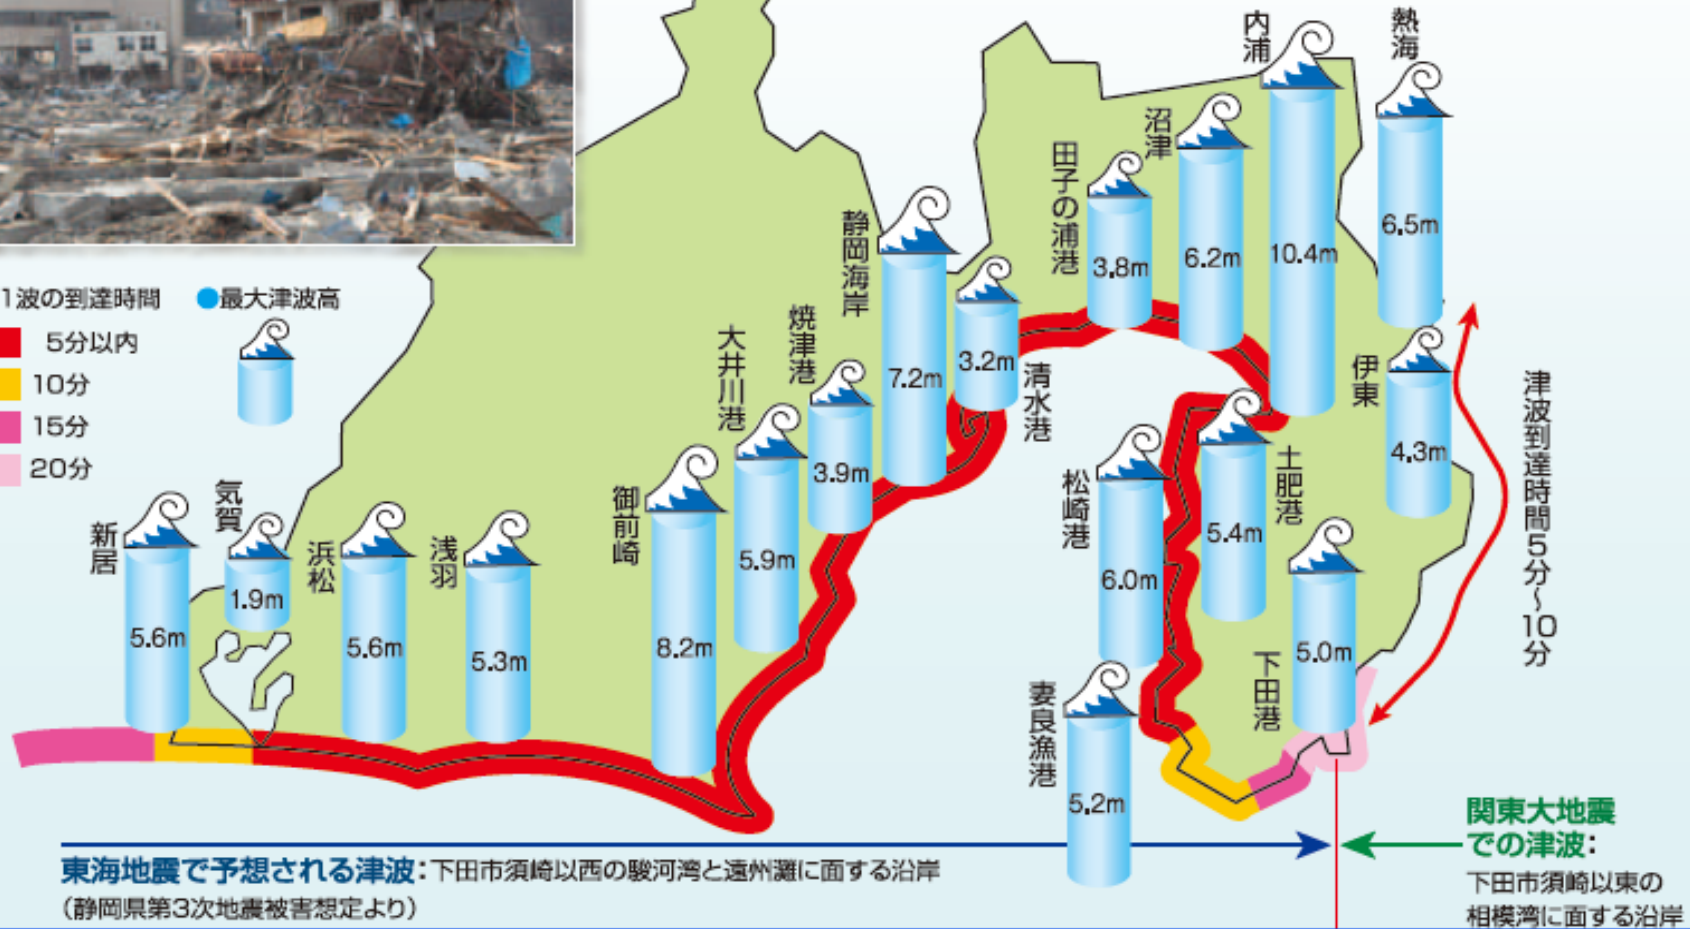 1波の到達時間
●最大津波高
5分以内
10分
15分
20分
新居
5.6m
気賀
1.9m
浜松
5.6m
浅羽
5.3m
御前崎
8.2m
大井川港
5.9m
焼津港
3.9m
静岡海岸
7.2m
清水港
3.2m
田子の浦港
3.8m
沼津
6.2m
内浦
10.4m
熱海
6.5m
伊東
4.3m
土肥港
5.4m
松崎港
6.0m
妻良漁港
5.2m
下田港
5.0m
津波到達時間5分〜10分
東海地震で予想される津波：下田市須崎以西の駿河湾と遠州灘に面する沿岸
（静岡県第3次地震被害想定より）
関東大地震
での津波：
下田市須崎以東の
相模湾に面する沿岸